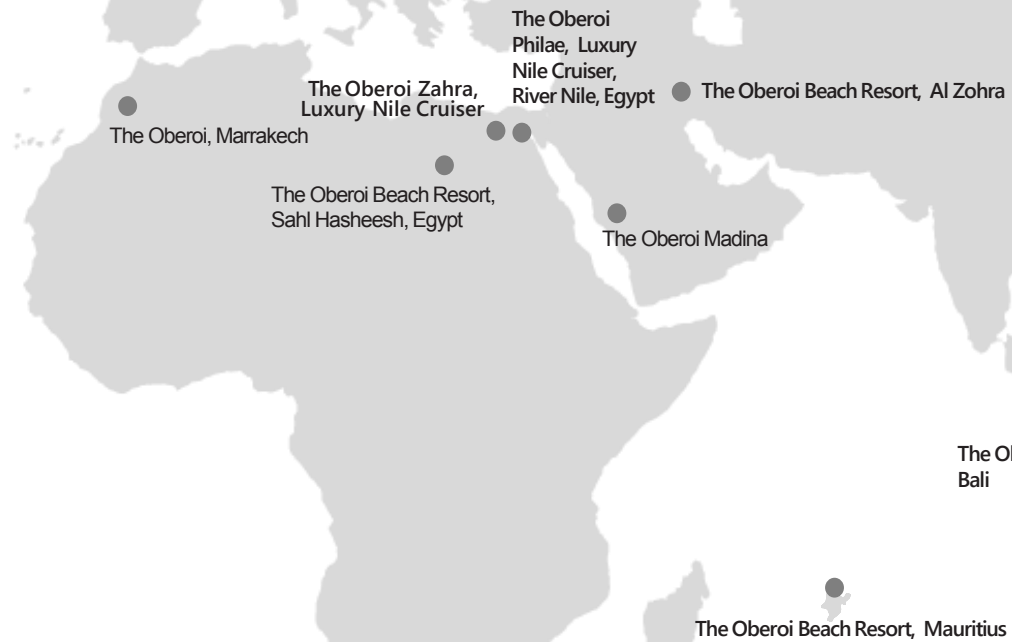 The Oberoi
Philae, Luxury
Nile Cruiser,
River Nile, Egypt
The Oberoi Zahra,
Luxury Nile Cruiser
The Oberoi Beach Resort, Al Zohra
The Oberoi, Marrakech
The Oberoi Beach Resort,
Sahl Hasheesh, Egypt
The Oberoi Madina
The
Bali
The Oberoi Beach Resort, Mauritius